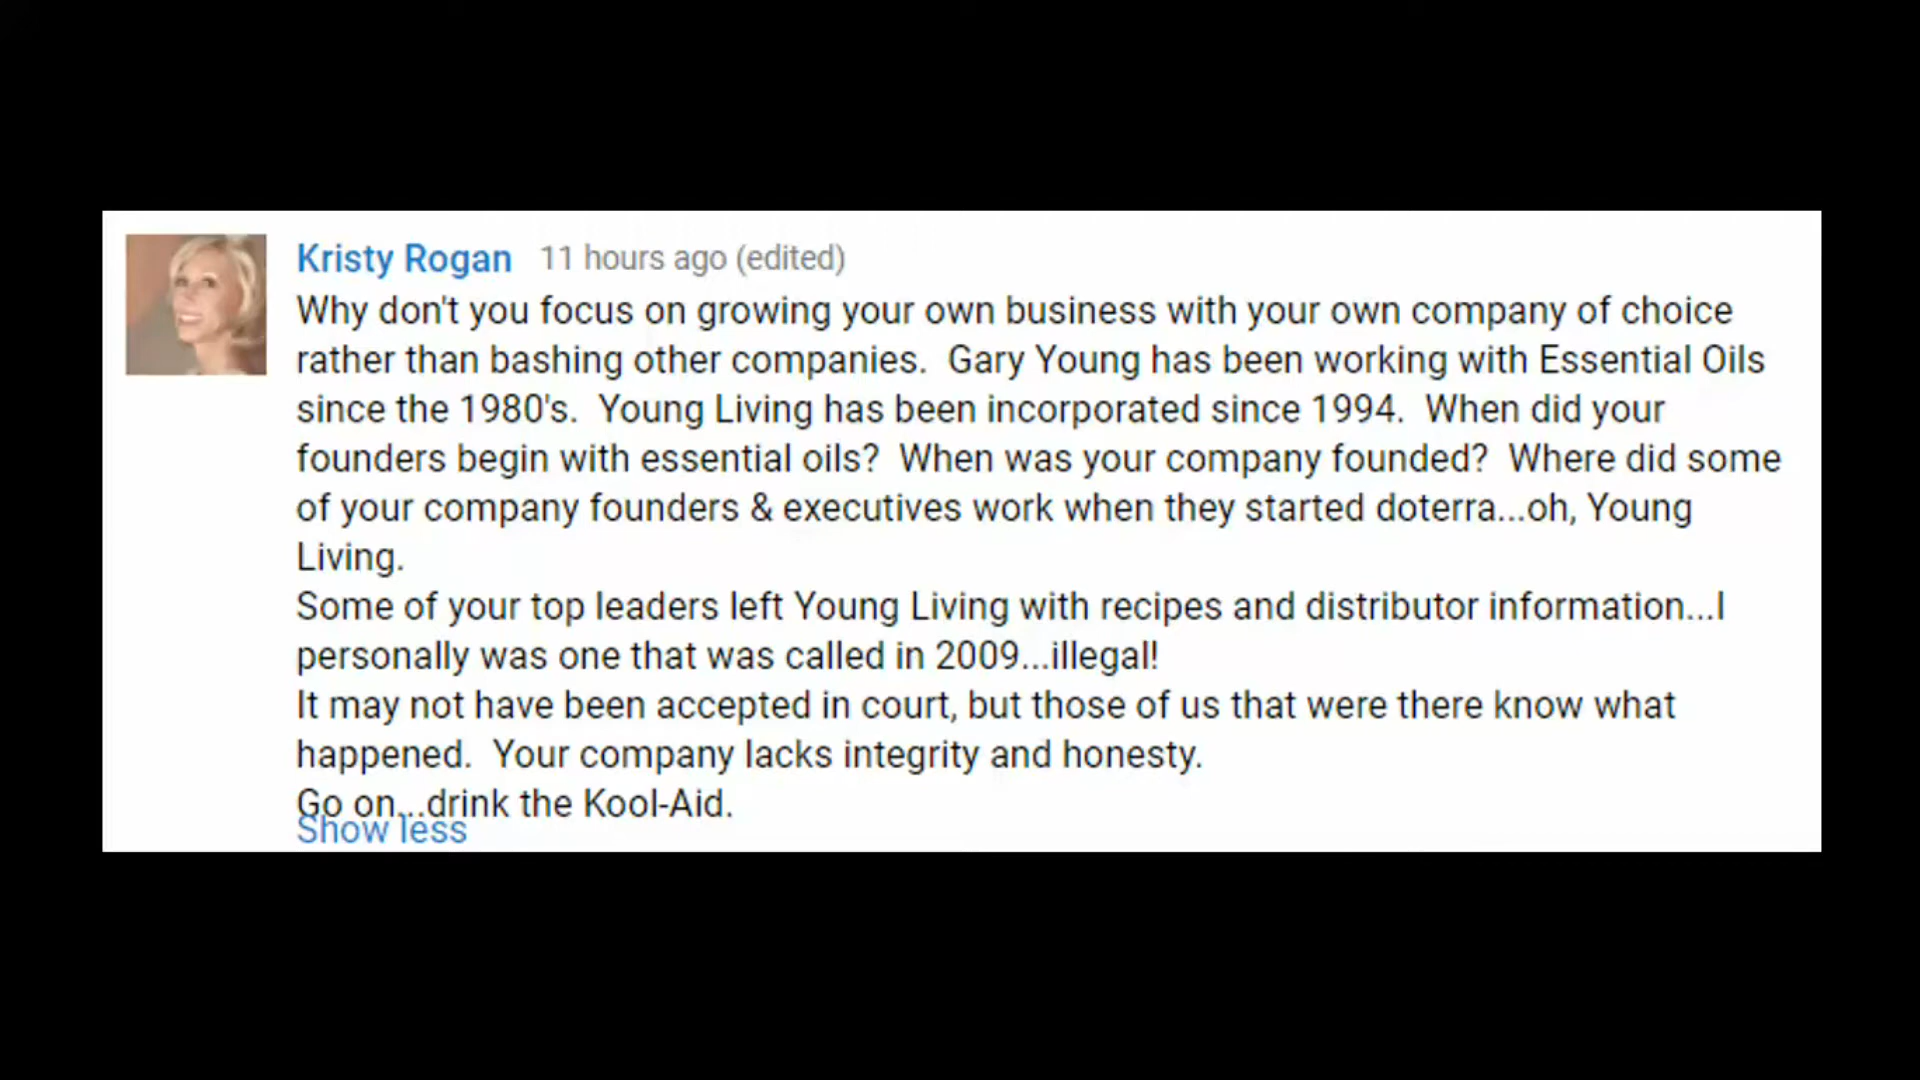 Kristy Rogan 11 hours ago (edited)
Why don't you focus on growing your own business with your own company of choice
rather than bashing other companies.  Gary Young has been working with Essential Oils
since the 1980's.  Young Living has been incorporated since 1994.  When did your
founders begin with essential oils?  When was your company founded?  Where did some
of your company founders & executives work when they started doterra...oh, Young
Living.
Some of your top leaders left Young Living with recipes and distributor information...I
personally was one that was called in 2009...illegal!
It may not have been accepted in court, but those of us that were there know what
happened.  Your company lacks integrity and honesty.
Go on...drink the Kool-Aid.
Show less